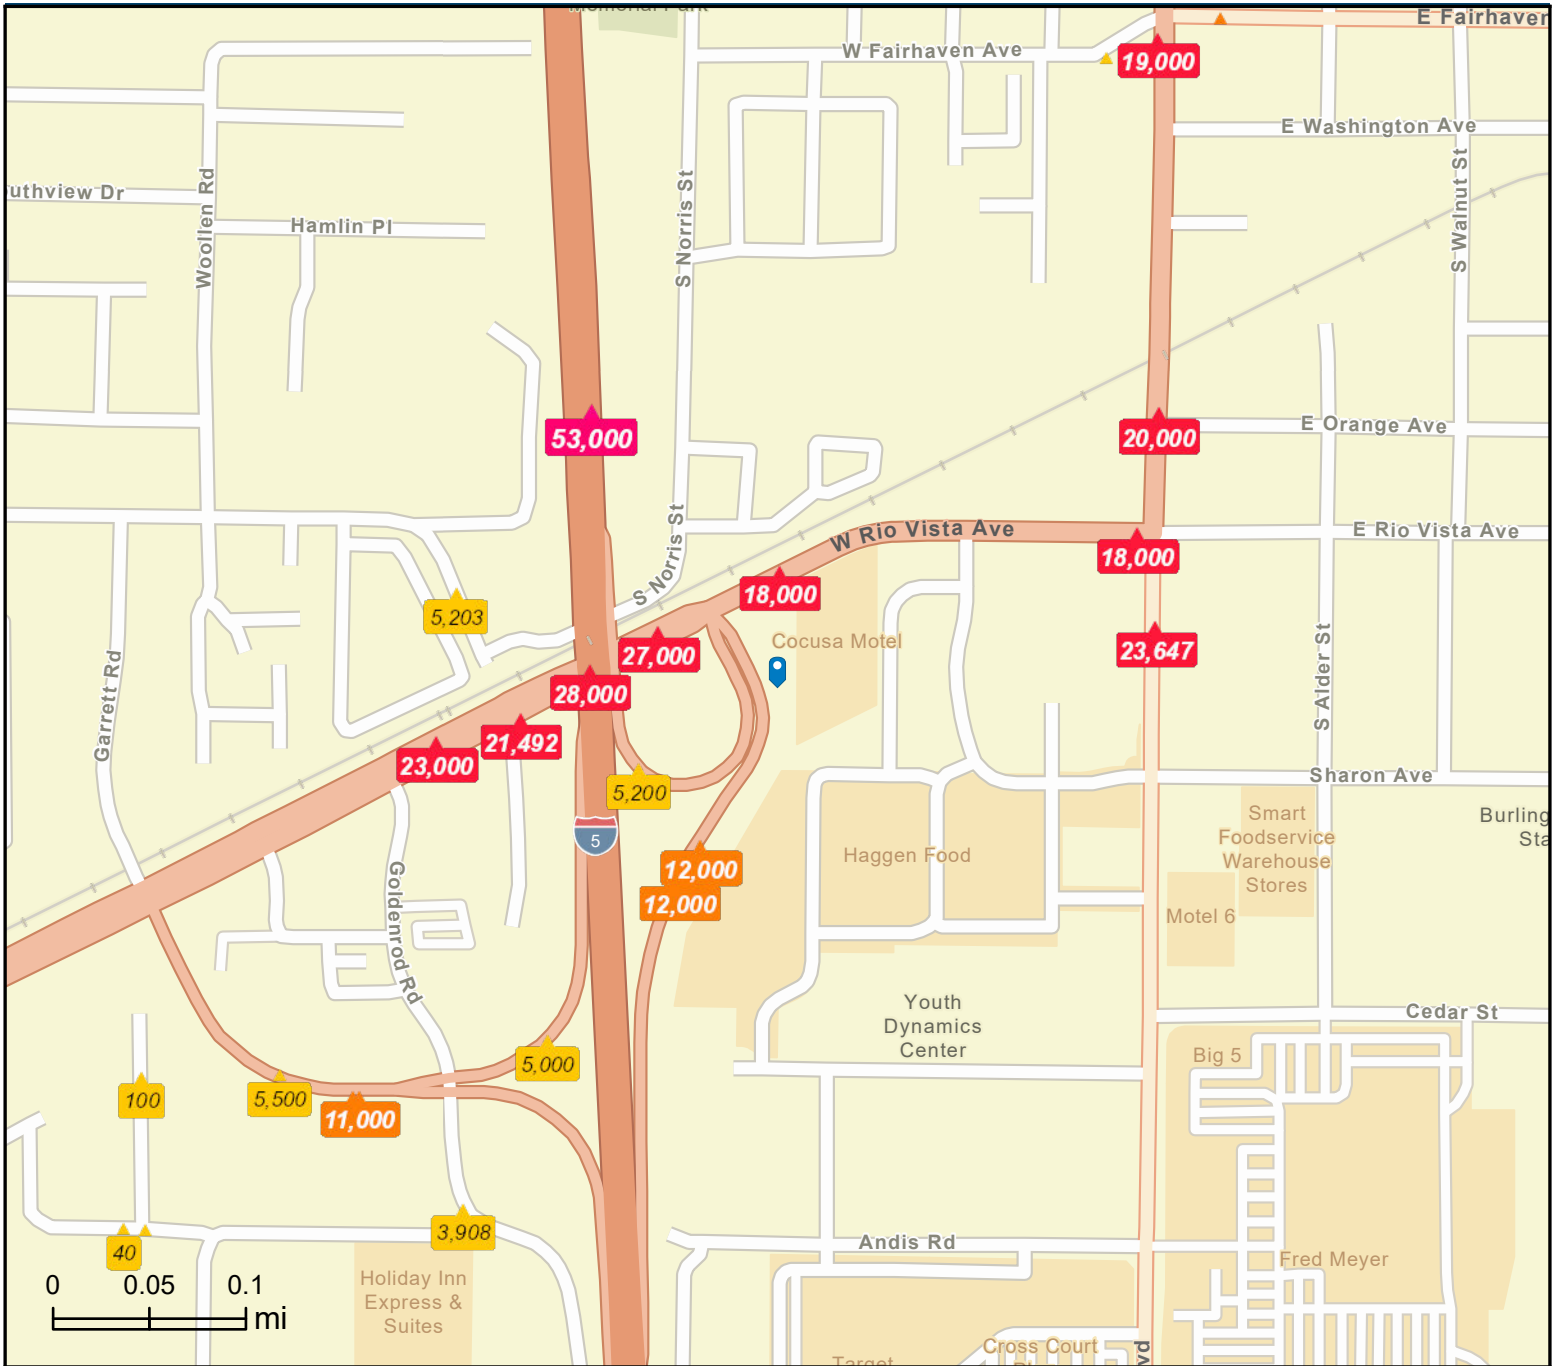 Memorial Park
E Fairhaven
W Fairhaven Ave
19,000
E Washington Ave
uthview Dr
Woollen Rd
Hamlin Pl
S Norris St
S Walnut St
53,000
20,000
E Orange Ave
W Rio Vista Ave
E Rio Vista Ave
18,000
S Norris St
18,000
5,203
27,000
Cocusa Motel
23,647
S Alder St
28,000
Garrett Rd
21,492
23,000
5,200
Sharon Ave
5
Smart
Foodservice
Warehouse
Stores
Burling
Sta
Haggen Food
12,000
12,000
Motel 6
Goldenrod Rd
Youth
Dynamics
Center
Cedar St
5,000
Big 5
100
5,500
11,000
3,908
40
Andis Rd
Fred Meyer
0 0.05 0.1
mi
Holiday Inn
Express &
Suites
Cross Court
vd
Target